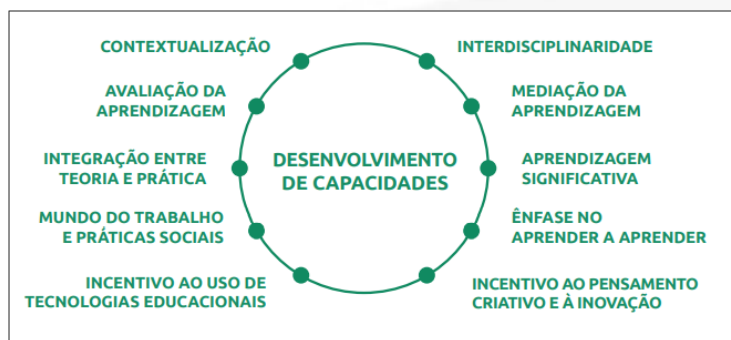 CONTEXTUALIZAÇÃO
INTERDISCIPLINARIDADE
AVALIAÇÃO DA
APRENDIZAGEM
MEDIAÇÃO DA
APRENDIZAGEM
INTEGRAÇÃO ENTRE
TEORIA E PRÁTICA
DESENVOLVIMENTO
DE CAPACIDADES
APRENDIZAGEM
SIGNIFICATIVA
MUNDO DO TRABALHO
E PRÁTICAS SOCIAIS
ÊNFASE NO
APRENDER A APRENDER
INCENTIVO AO USO DE
TECNOLOGIAS EDUCACIONAIS
INCENTIVO AO PENSAMENTO
CRIATIVO E À INOVAÇÃO